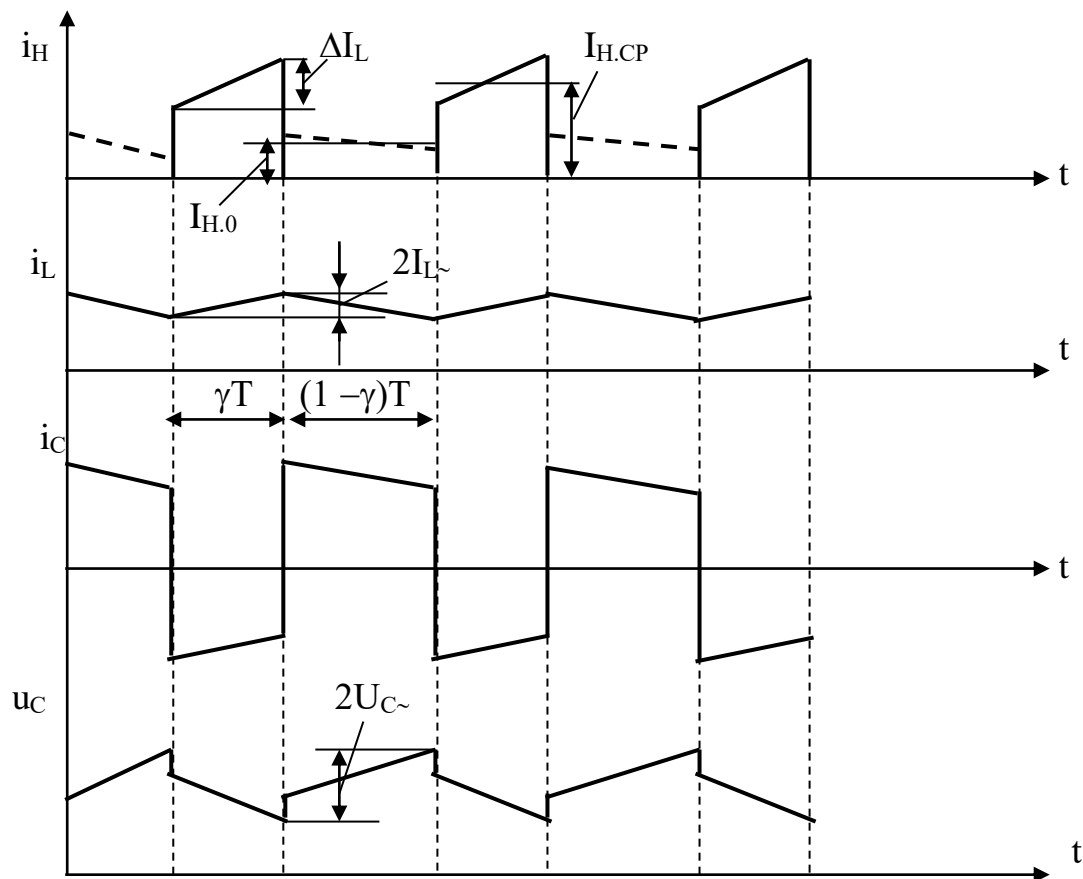 i_H
ΔI_L
I_H.CP
t
I_H.0
i_L
2I_L~
t
γT
(1 –γ)T
i_C
t
u_C
2U_C~
t